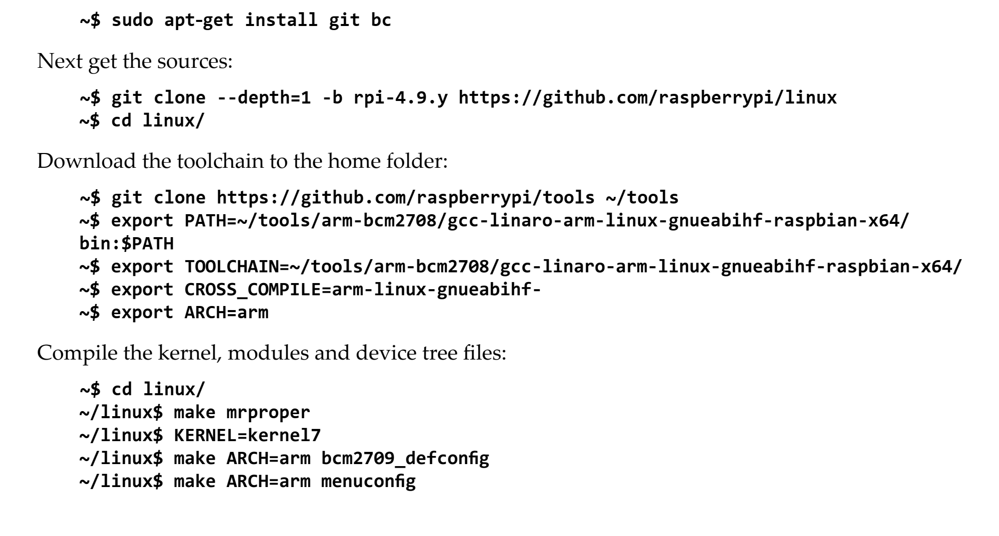 ~$ sudo apt-get install git bc
Next get the sources:
~$ git clone --depth=1 -b rpi-4.9.y https://github.com/raspberrypi/linux
~$ cd linux/
Download the toolchain to the home folder:
~$ git clone https://github.com/raspberrypi/tools ~/tools
~$ export PATH=~/tools/arm-bcm2708/gcc-linaro-arm-linux-gnueabihf-raspbian-x64/
bin:$PATH
~$ export TOOLCHAIN=~/tools/arm-bcm2708/gcc-linaro-arm-linux-gnueabihf-raspbian-x64/
~$ export CROSS_COMPILE=arm-linux-gnueabihf-
~$ export ARCH=arm
Compile the kernel, modules and device tree files:
~$ cd linux/
~/linux$ make mrproper
~/linux$ KERNEL=kernel7
~/linux$ make ARCH=arm bcm2709_defconfig
~/linux$ make ARCH=arm menuconfig